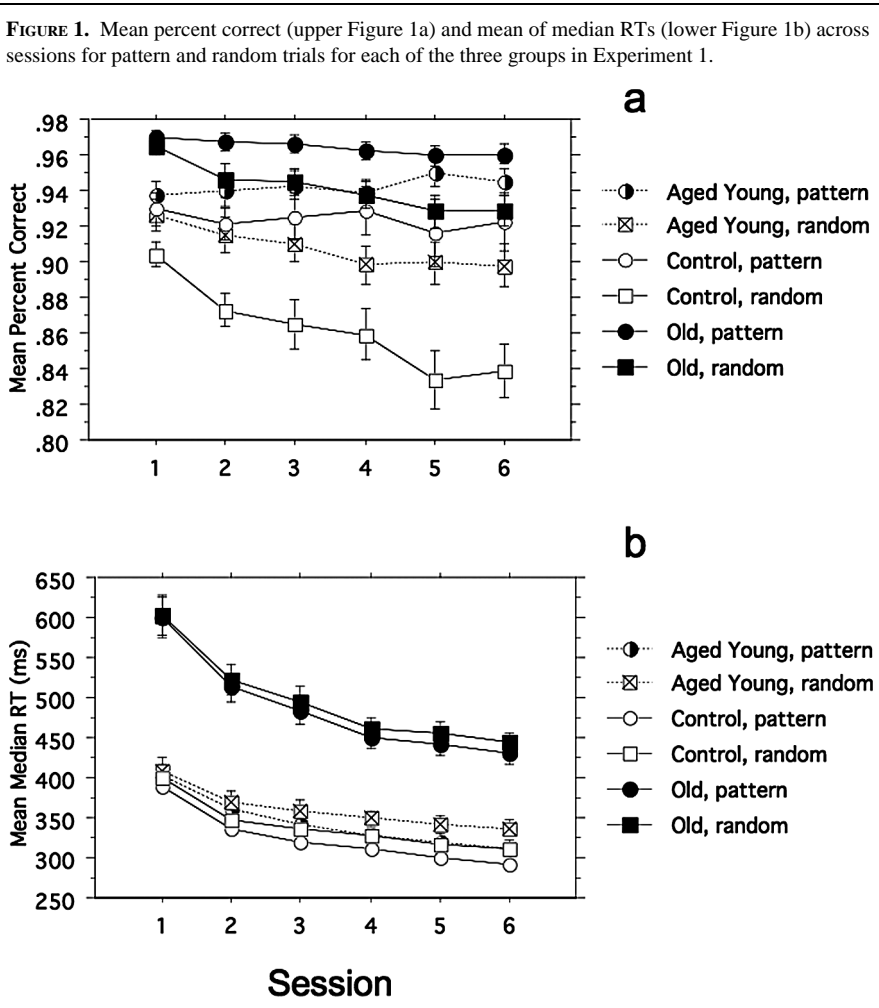 FIGURE 1. Mean percent correct (upper Figure 1a) and mean of median RTs (lower Figure 1b) across
sessions for pattern and random trials for each of the three groups in Experiment 1.
a
Mean Percent Correct
.98
.96
.94
.92
.90
.88
.86
.84
.82
.80
1 2 3 4 5 6
Aged Young, pattern
Aged Young, random
Control, pattern
Control, random
Old, pattern
Old, random
b
Mean Median RT (ms)
650
600
550
500
450
400
350
300
250
1 2 3 4 5 6
Aged Young, pattern
Aged Young, random
Control, pattern
Control, random
Old, pattern
Old, random
Session